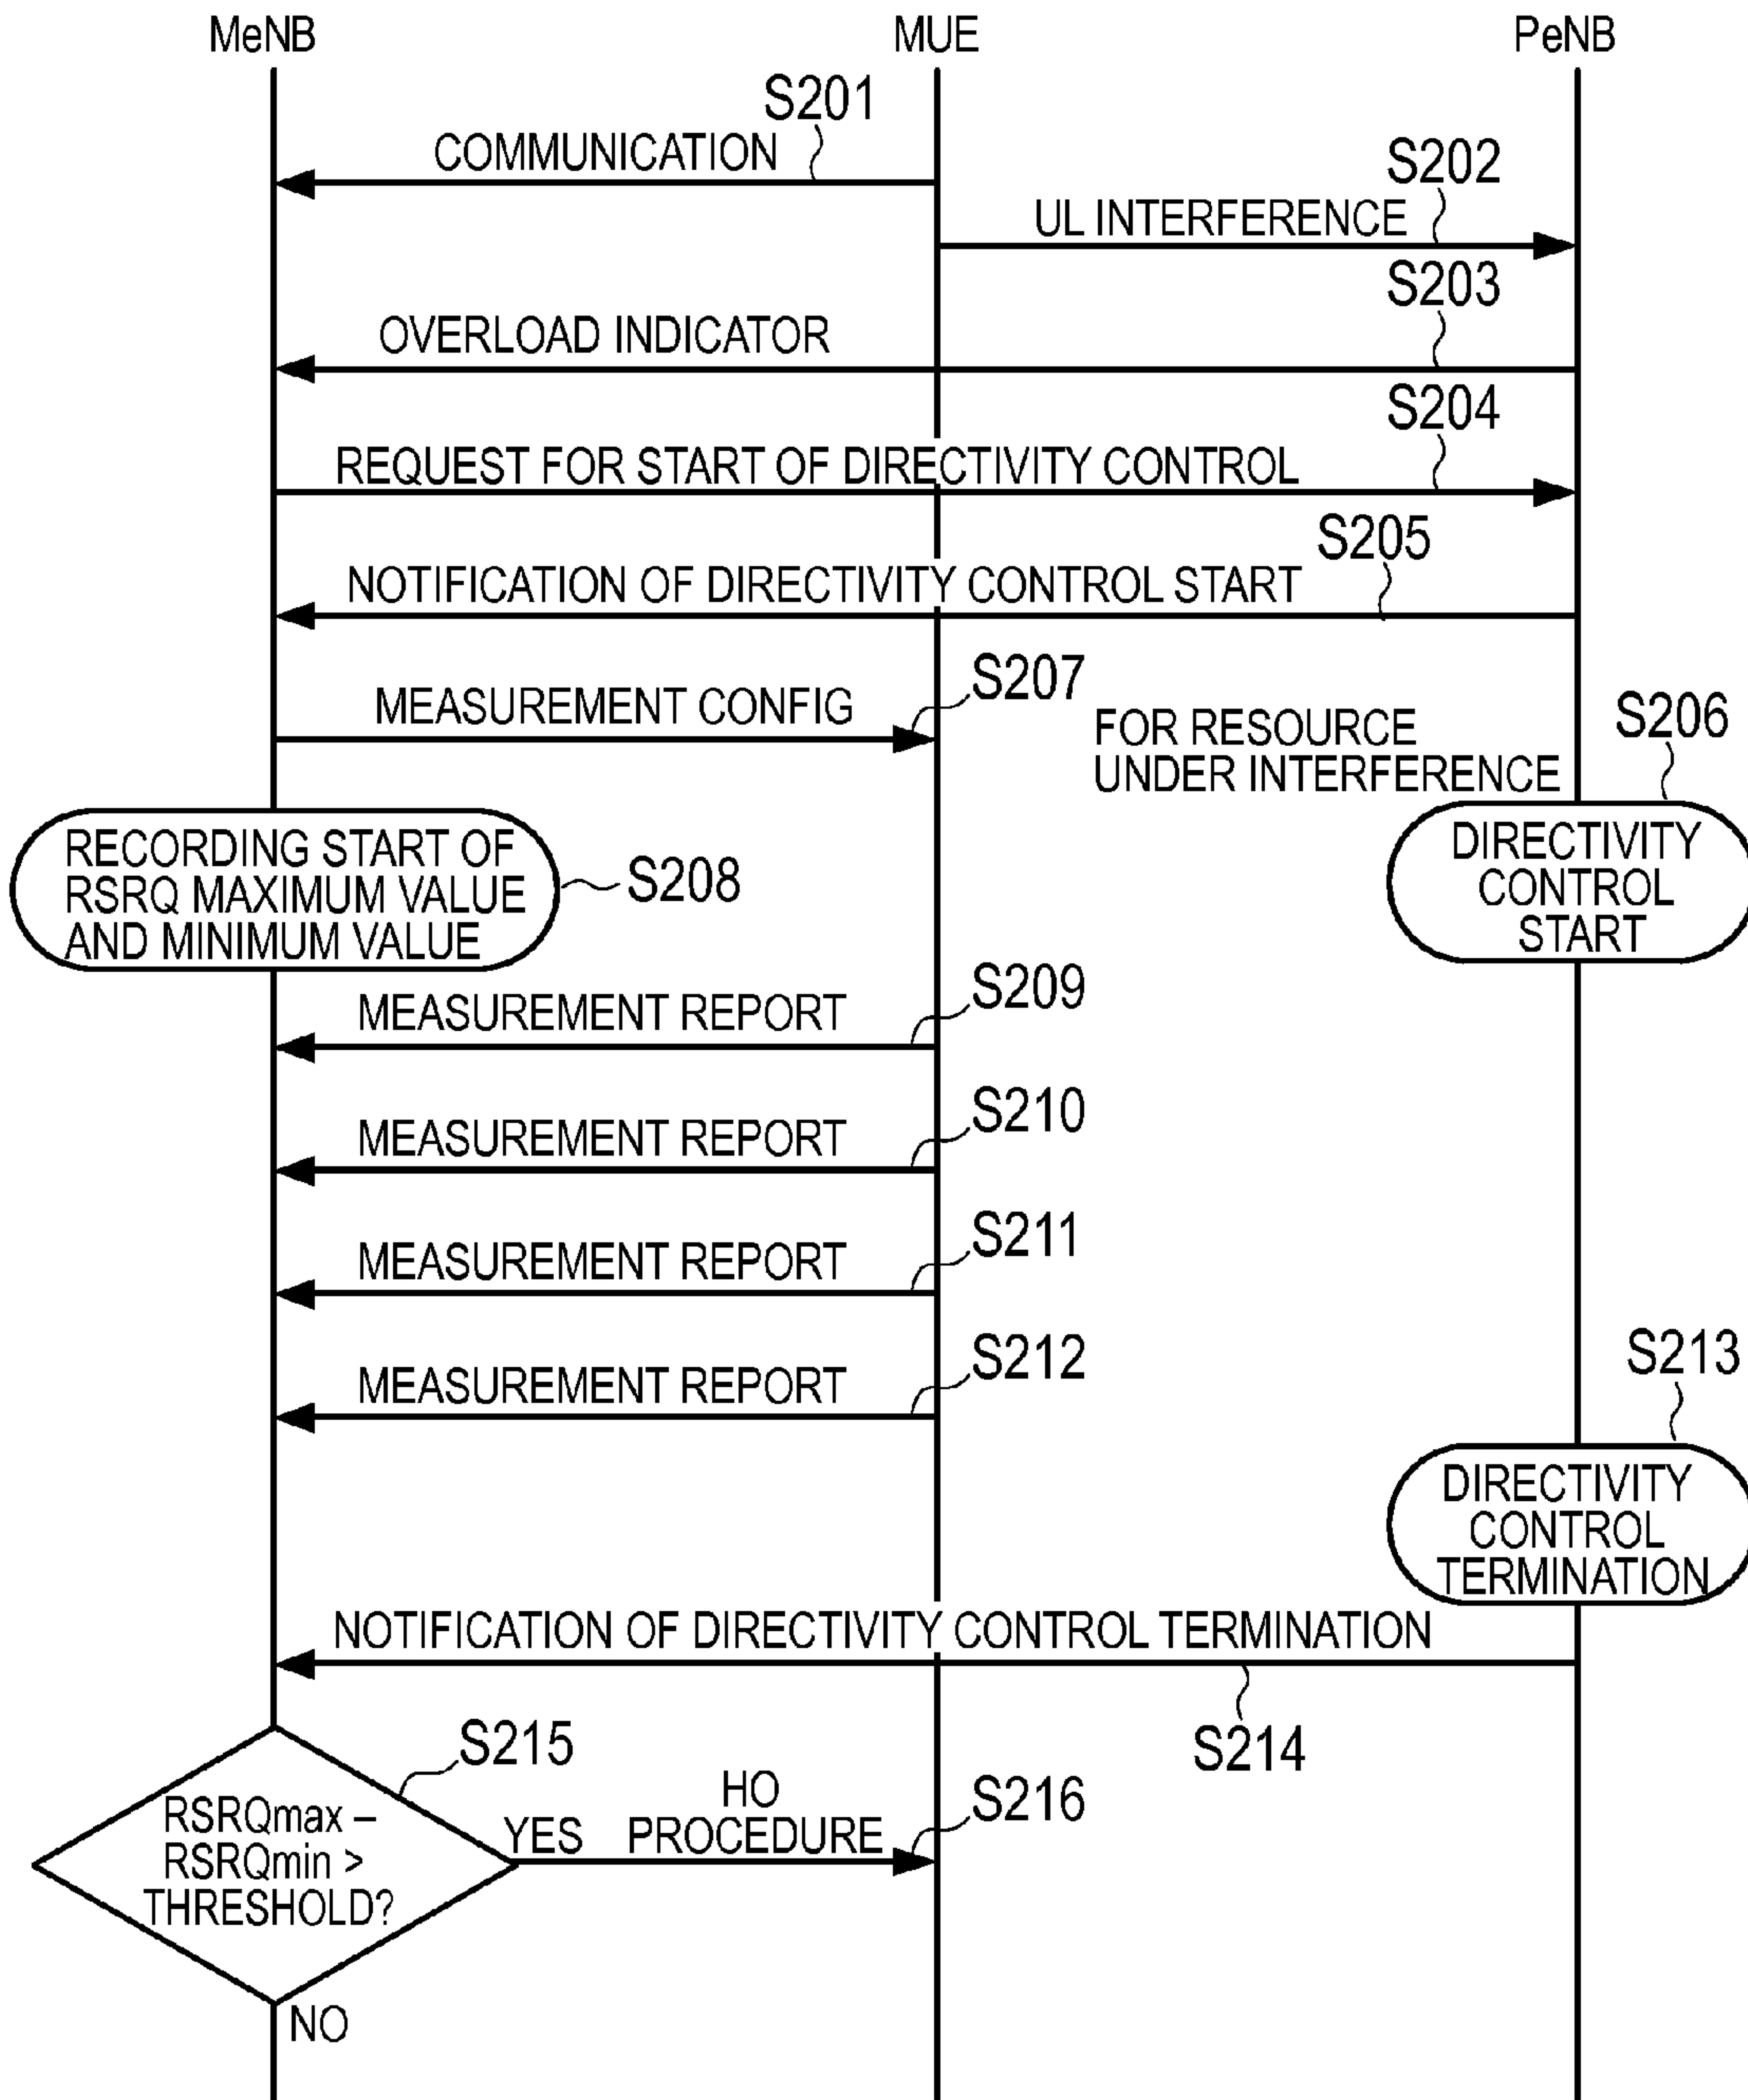 MeNB
MUE
PeNB
S201
COMMUNICATION
S202
UL INTERFERENCE
S203
OVERLOAD INDICATOR
S204
REQUEST FOR START OF DIRECTIVITY CONTROL
S205
NOTIFICATION OF DIRECTIVITY CONTROL START
S207
MEASUREMENT CONFIG
FOR RESOURCE
UNDER INTERFERENCE
S206
DIRECTIVITY
CONTROL
START
RECORDING START OF
RSRQ MAXIMUM VALUE
AND MINIMUM VALUE
S208
S209
MEASUREMENT REPORT
S210
MEASUREMENT REPORT
S211
MEASUREMENT REPORT
S212
MEASUREMENT REPORT
S213
DIRECTIVITY
CONTROL
TERMINATION
NOTIFICATION OF DIRECTIVITY CONTROL TERMINATION
S214
S215
RSRQmax –
RSRQmin >
THRESHOLD?
YES
HO
PROCEDURE
S216
NO